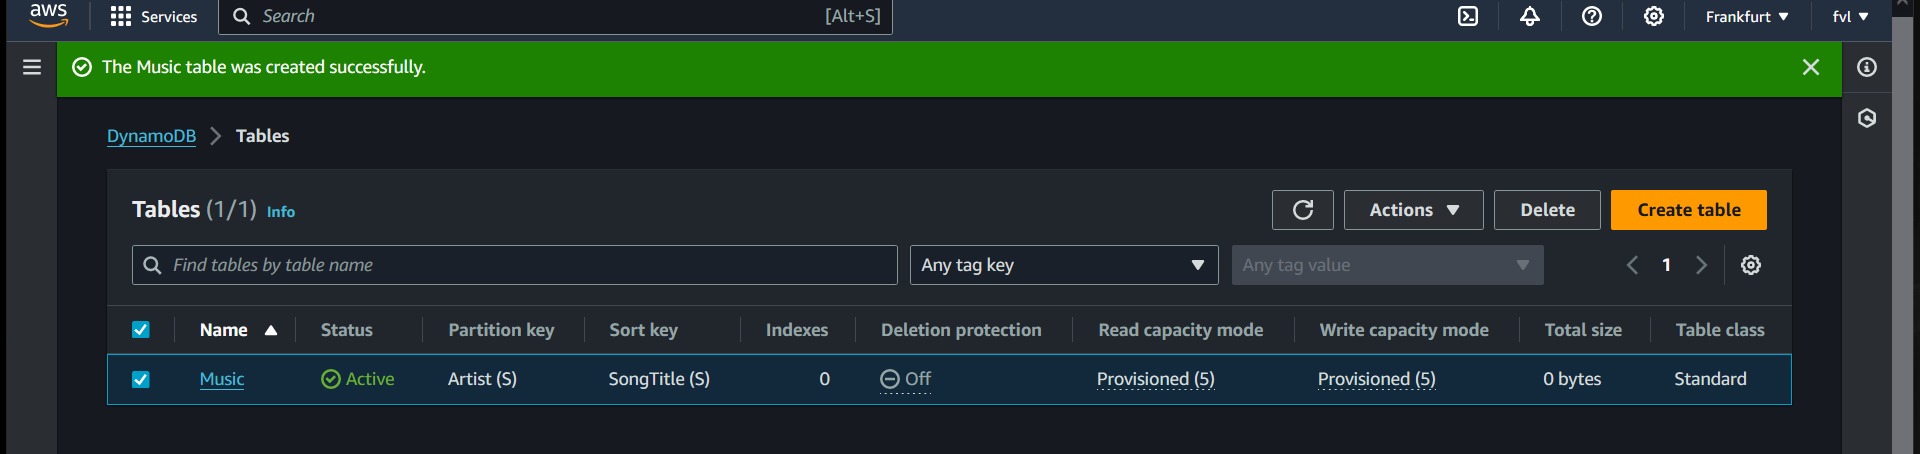 aws Services Search [Alt+S] Frankfurt fvl
The Music table was created successfully.
DynamoDB Tables
Tables (1/1) Info Actions Delete Create table
Find tables by table name Any tag key Any tag value 1
Name Status Partition key Sort key Indexes Deletion protection Read capacity mode Write capacity mode Total size Table class
Music Active Artist (S) SongTitle (S) 0 Off Provisioned (5) Provisioned (5) 0 bytes Standard